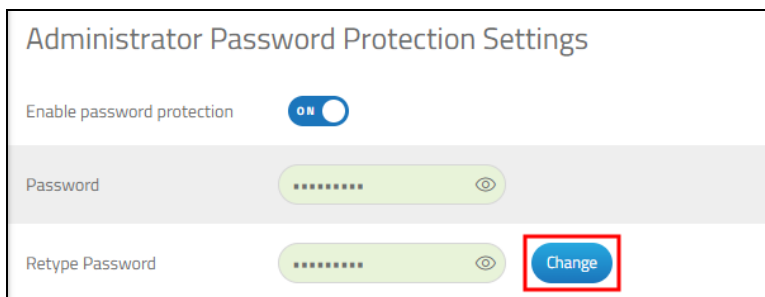 Administrator Password Protection Settings
Enable password protection ON
Password •••••••••
Retype Password ••••••••• Change